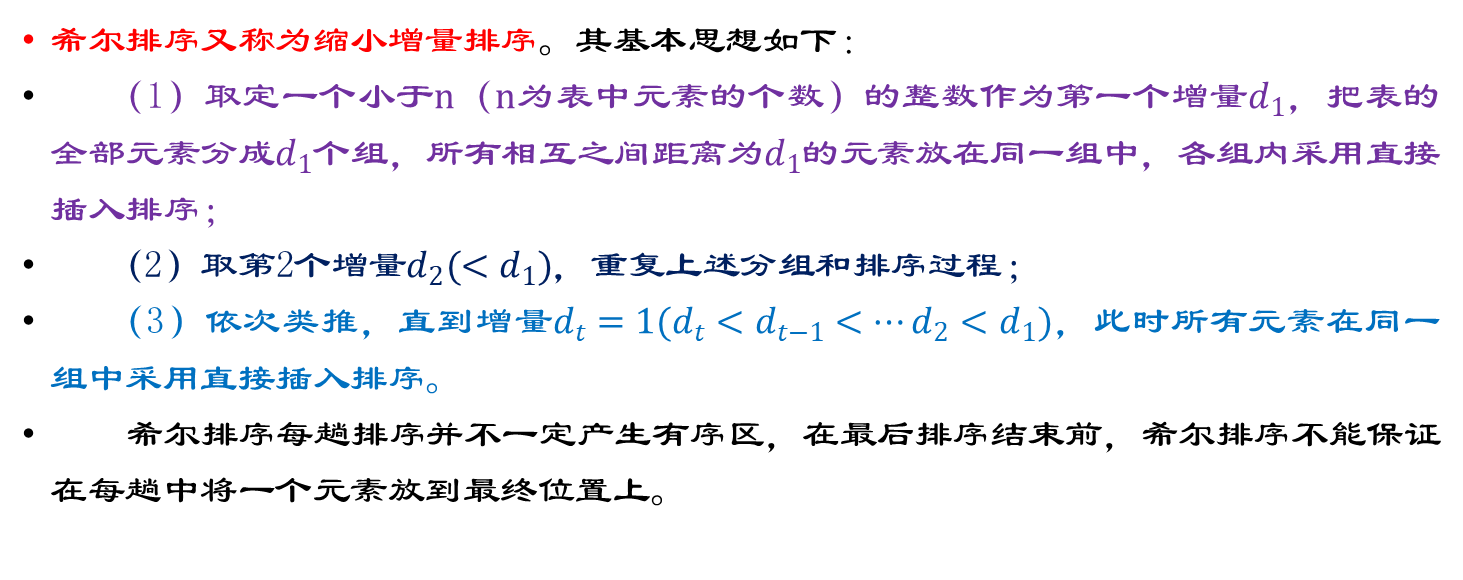 • 希尔排序又称为缩小增量排序。其基本思想如下：
• （1）取定一个小于n（n为表中元素的个数）的整数作为第一个增量d₁，把表的
全部元素分成d₁个组，所有相互之间距离为d₁的元素放在同一组中，各组内采用直接
插入排序；
• （2）取第2个增量d₂(< d₁)，重复上述分组和排序过程；
• （3）依次类推，直到增量dₜ = 1(dₜ < dₜ₋₁ < ⋯ d₂ < d₁)，此时所有元素在同一
组中采用直接插入排序。
• 希尔排序每趟排序并不一定产生有序区，在最后排序结束前，希尔排序不能保证
在每趟中将一个元素放到最终位置上。